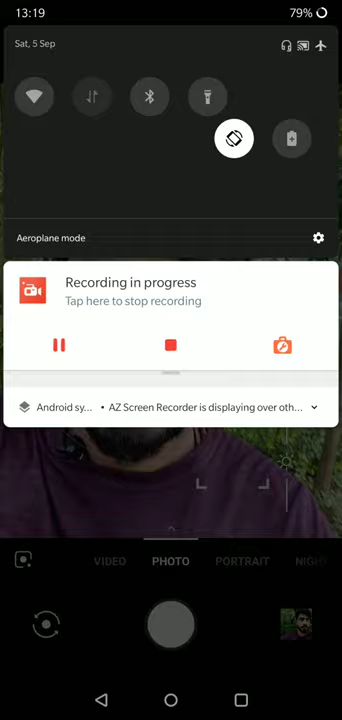 13:19
79%
Sat, 5 Sep
Aeroplane mode
Recording in progress
Tap here to stop recording
Android sy... • AZ Screen Recorder is displaying over oth...
VIDEO PHOTO PORTRAIT NIGH